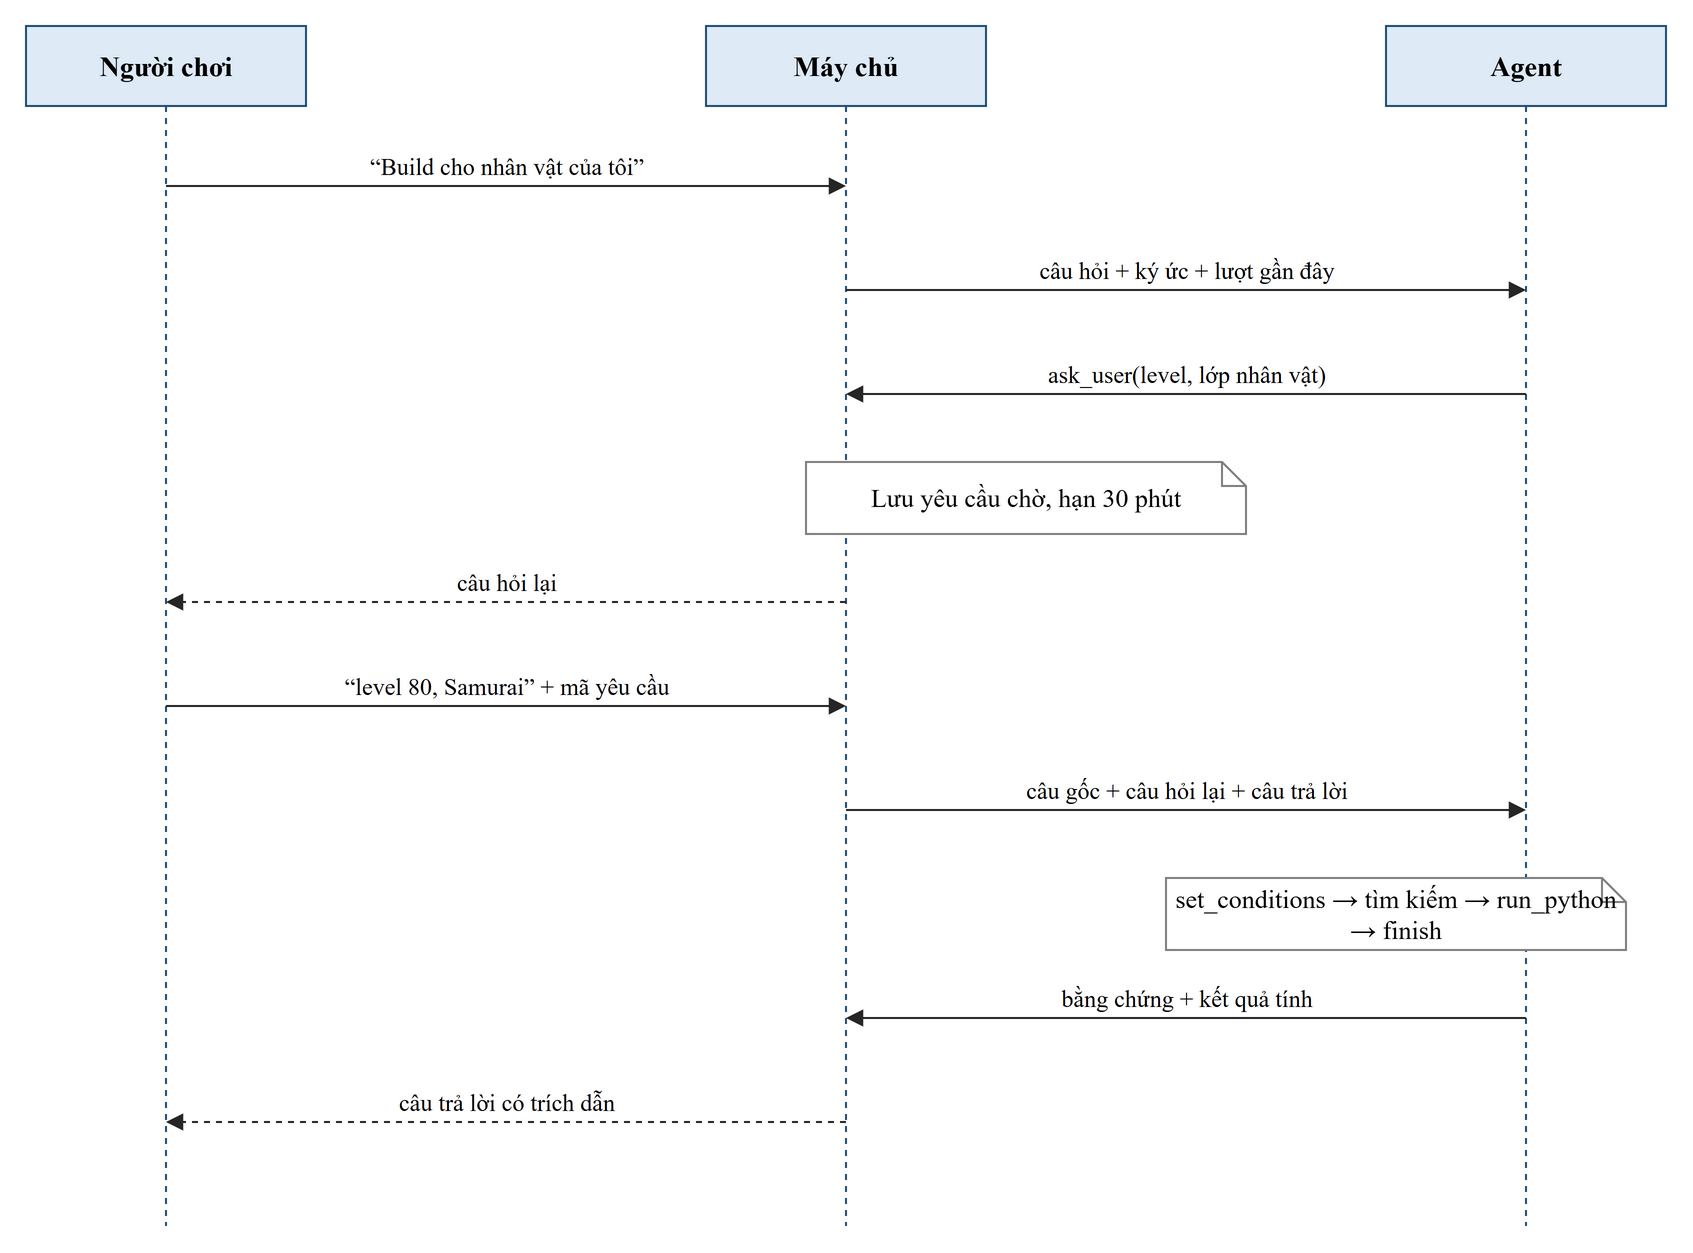 Người chơi
Máy chủ
Agent
“Build cho nhân vật của tôi”
câu hỏi + ký ức + lượt gần đây
ask_user(level, lớp nhân vật)
Lưu yêu cầu chờ, hạn 30 phút
câu hỏi lại
“level 80, Samurai” + mã yêu cầu
câu gốc + câu hỏi lại + câu trả lời
set_conditions → tìm kiếm → run_python
→ finish
bằng chứng + kết quả tính
câu trả lời có trích dẫn